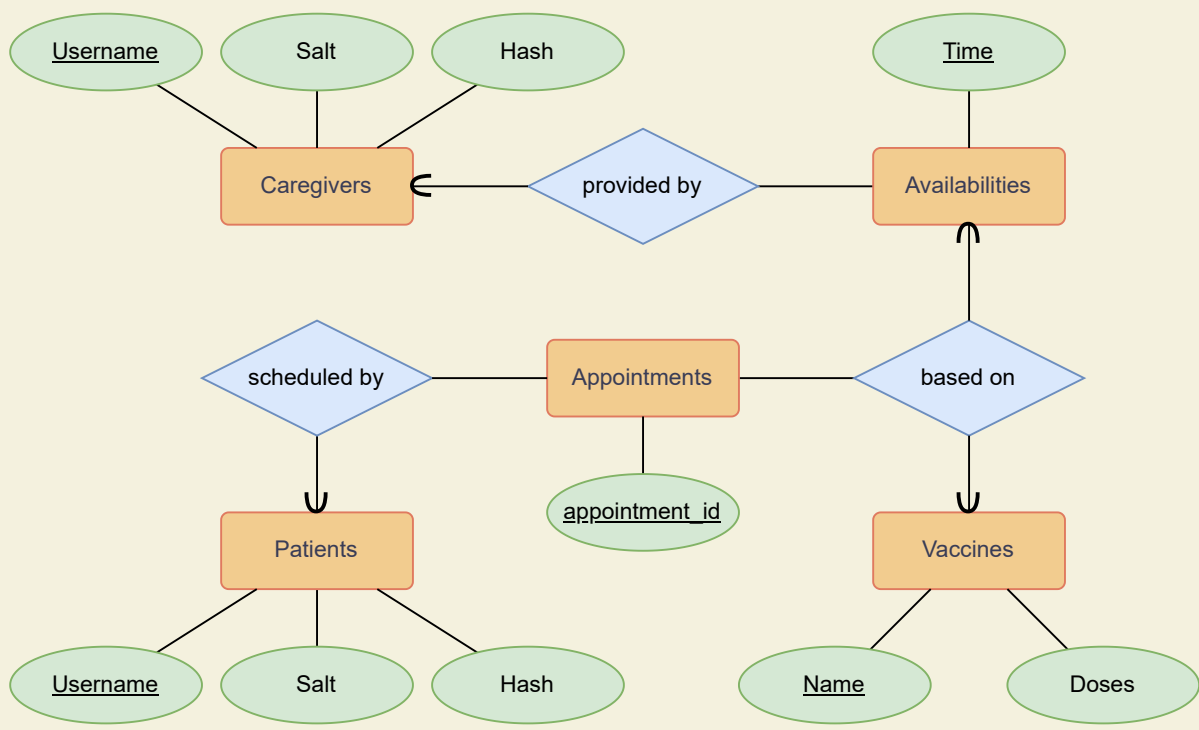 Username
Salt
Hash
Time
Caregivers
provided by
Availabilities
scheduled by
Appointments
based on
appointment_id
Patients
Vaccines
Username
Salt
Hash
Name
Doses